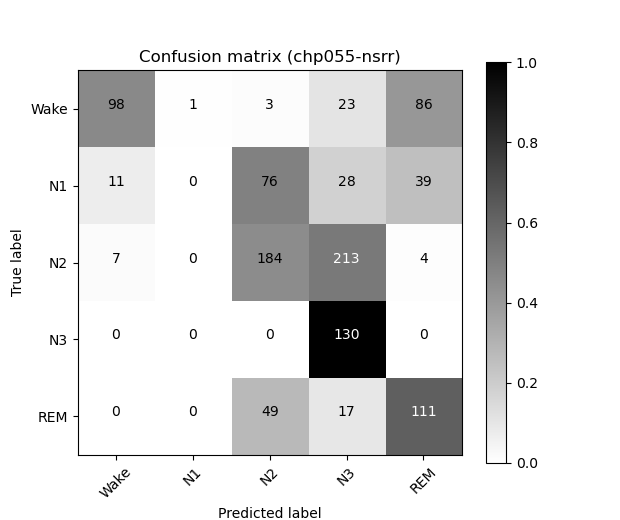 Confusion matrix (chp055-nsrr)
Wake 98 1 3 23 86
N1 11 0 76 28 39
N2 7 0 184 213 4
N3 0 0 0 130 0
REM 0 0 49 17 111
Wake N1 N2 N3 REM
Predicted label
True label
1.0
0.8
0.6
0.4
0.2
0.0